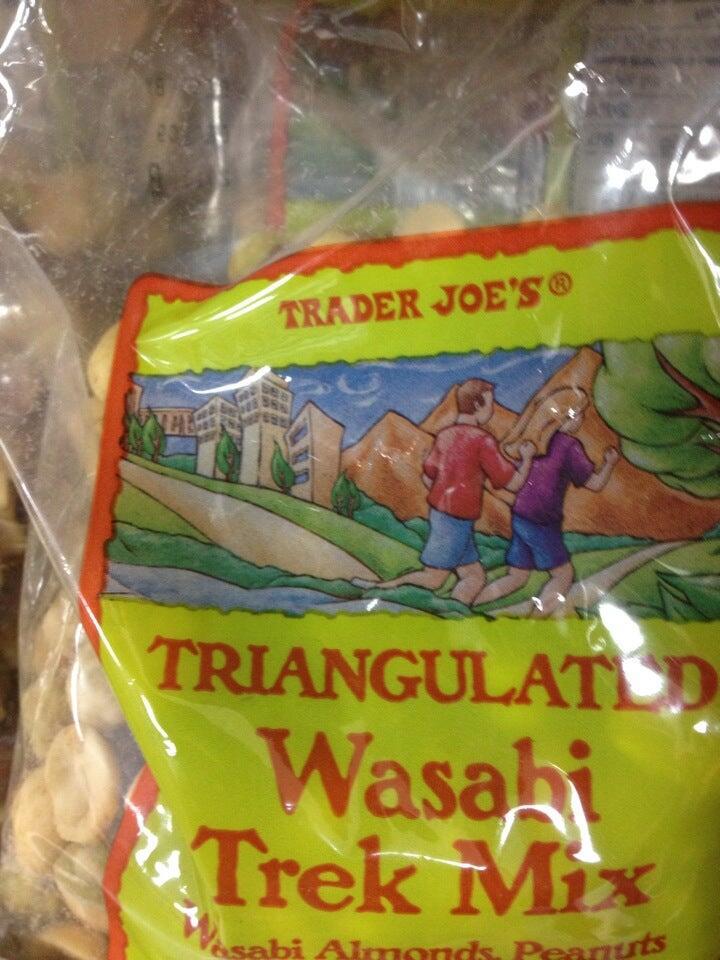 TRADER JOE'S®
TRIANGULATED
Wasabi
Trek Mix
Wasabi Almonds, Peanuts